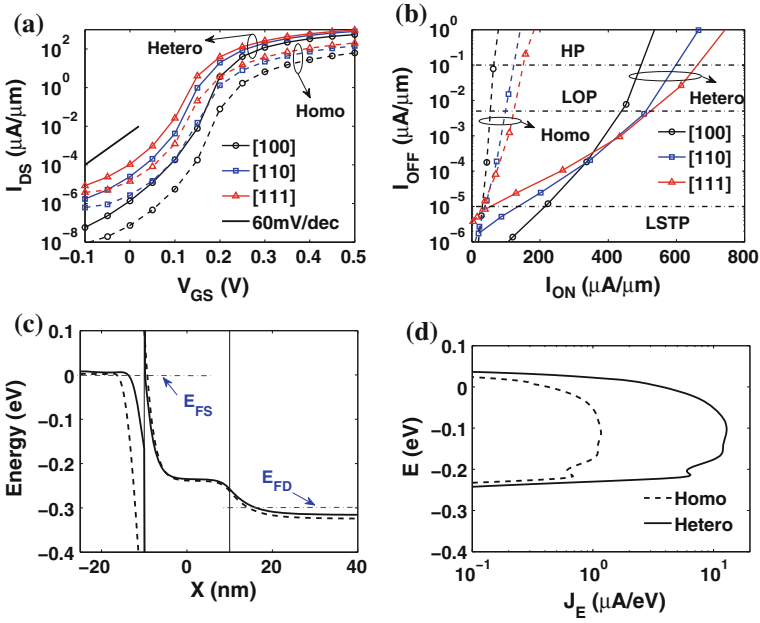 (a)
10²
10⁰
10⁻²
10⁻⁴
10⁻⁶
10⁻⁸
I_DS (μA/μm)
Hetero
Homo
[100]
[110]
[111]
60mV/dec
−0.1 0 0.1 0.2 0.3 0.4 0.5
V_GS (V)
(b)
10⁰
10⁻¹
10⁻²
10⁻³
10⁻⁴
10⁻⁵
10⁻⁶
I_OFF (μA/μm)
HP
LOP
Hetero
Homo
[100]
[110]
[111]
LSTP
0 200 400 600 800
I_ON (μA/μm)
(c)
0.1
0
−0.1
−0.2
−0.3
−0.4
Energy (eV)
E_FS
E_FD
−20 0 20 40
X (nm)
(d)
0.1
0
−0.1
−0.2
−0.3
−0.4
E (eV)
Homo
Hetero
10⁻¹ 10⁰ 10¹
J_E (μA/eV)